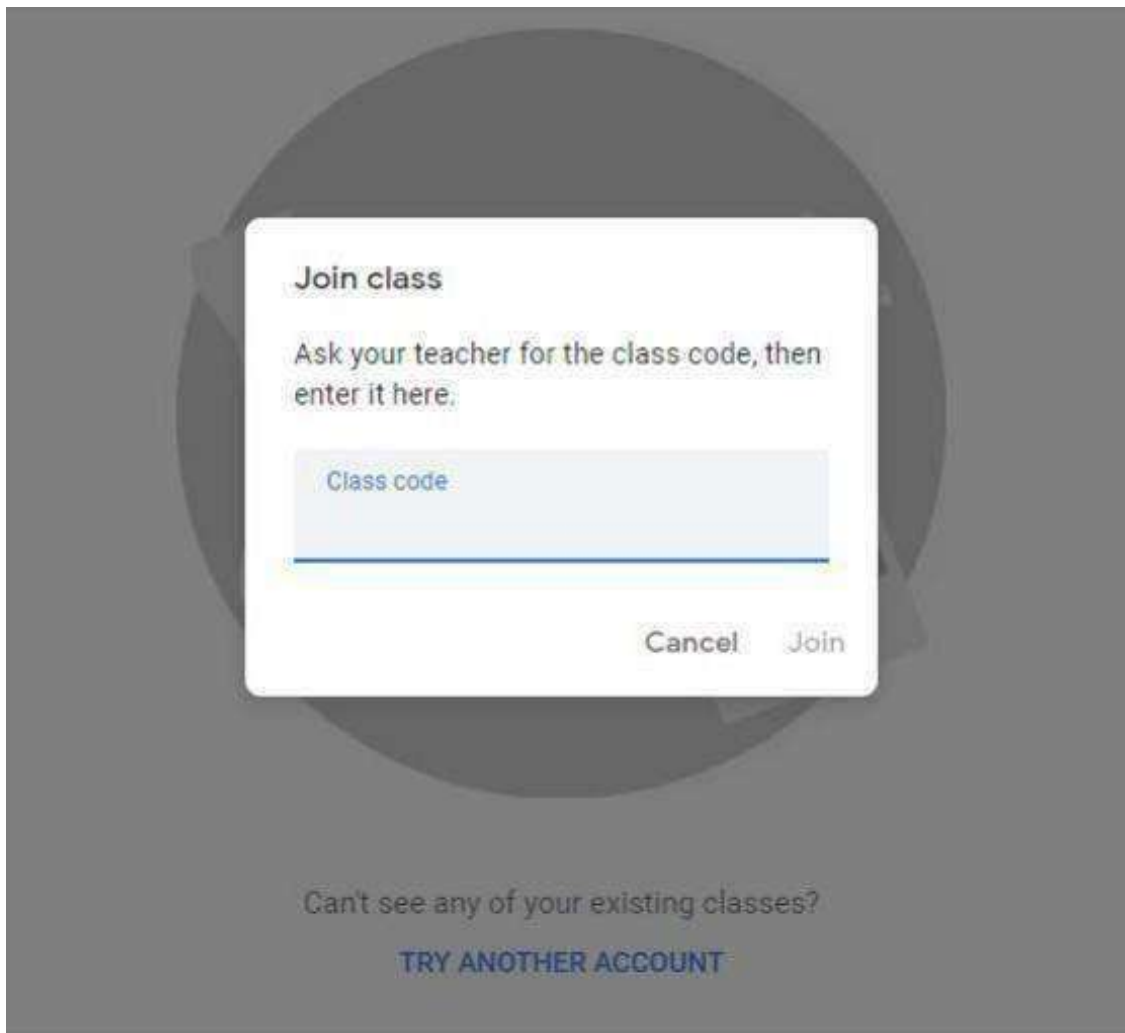 Join class
Ask your teacher for the class code, then
enter it here.
Class code
Cancel Join
Can't see any of your existing classes?
TRY ANOTHER ACCOUNT